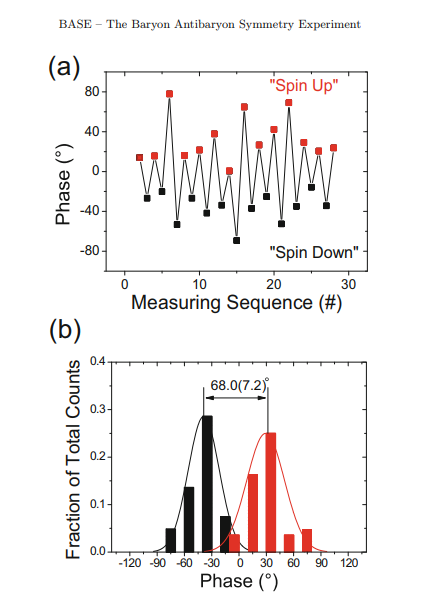 BASE – The Baryon Antibaryon Symmetry Experiment
(a)
"Spin Up"
80
40
0
-40
-80
Phase (°)
"Spin Down"
0 10 20 30
Measuring Sequence (#)
(b)
68.0(7.2)°
0.4
0.3
0.2
0.1
0.0
Fraction of Total Counts
-120 -90 -60 -30 0 30 60 90 120
Phase (°)